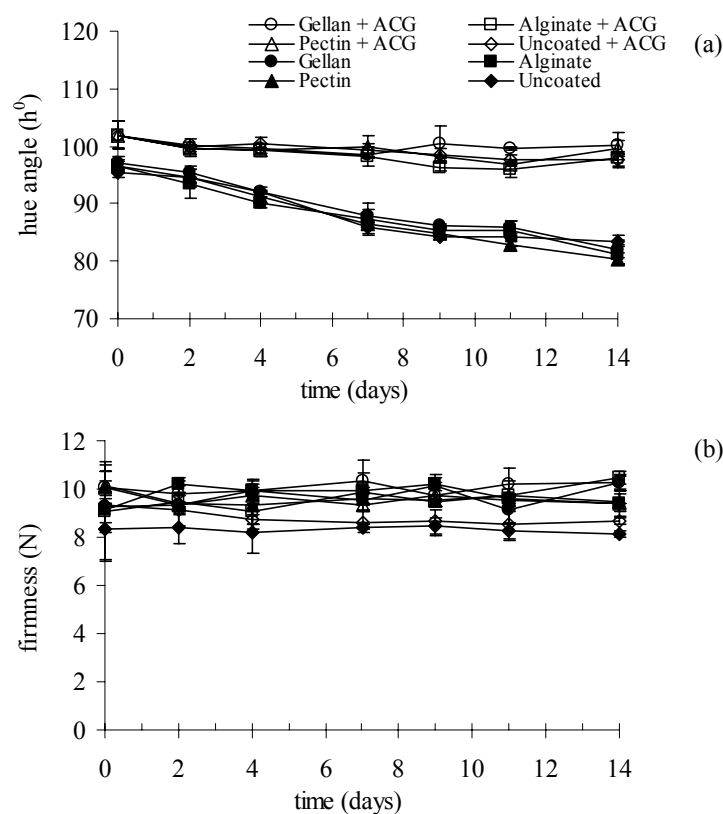 Gellan + ACG
Alginate + ACG
Pectin + ACG
Uncoated + ACG
Gellan
Alginate
Pectin
Uncoated
(a)
120
110
100
90
80
70
hue angle (h⁰)
0 2 4 6 8 10 12 14
time (days)
(b)
12
10
8
6
4
2
0
firmness (N)
0 2 4 6 8 10 12 14
time (days)